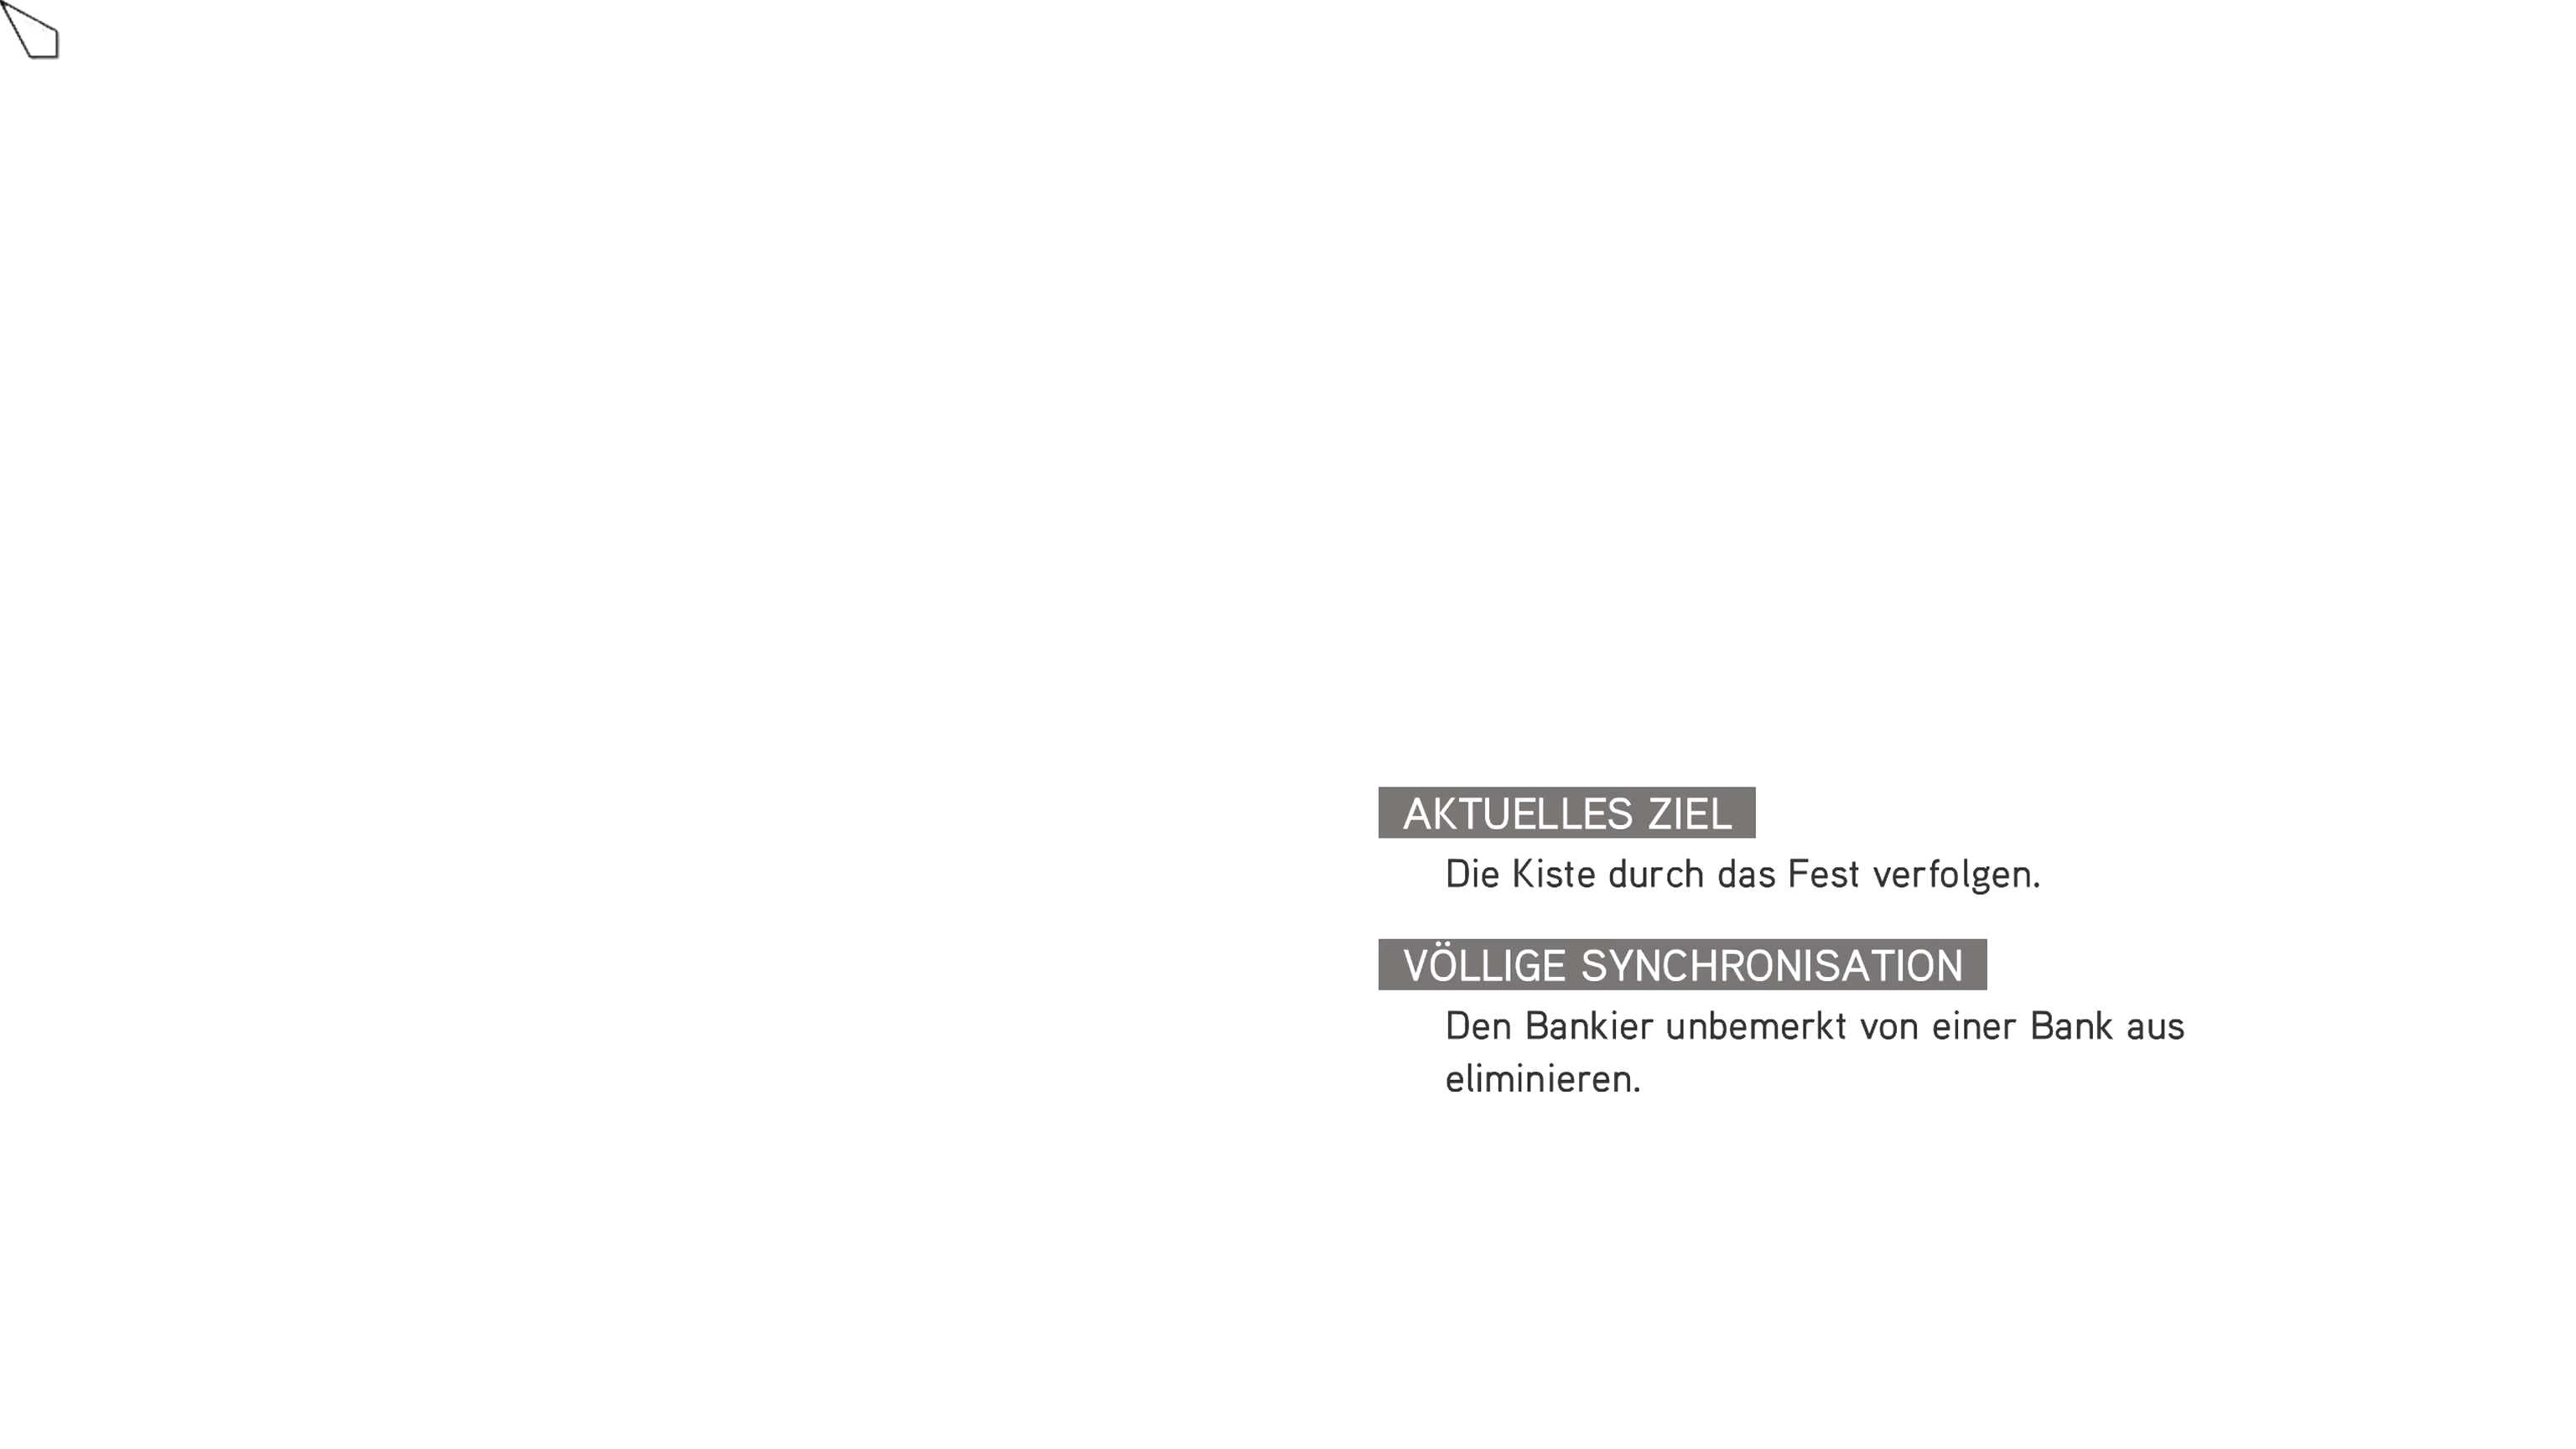 AKTUELLES ZIEL
Die Kiste durch das Fest verfolgen.
VÖLLIGE SYNCHRONISATION
Den Bankier unbemerkt von einer Bank aus
eliminieren.